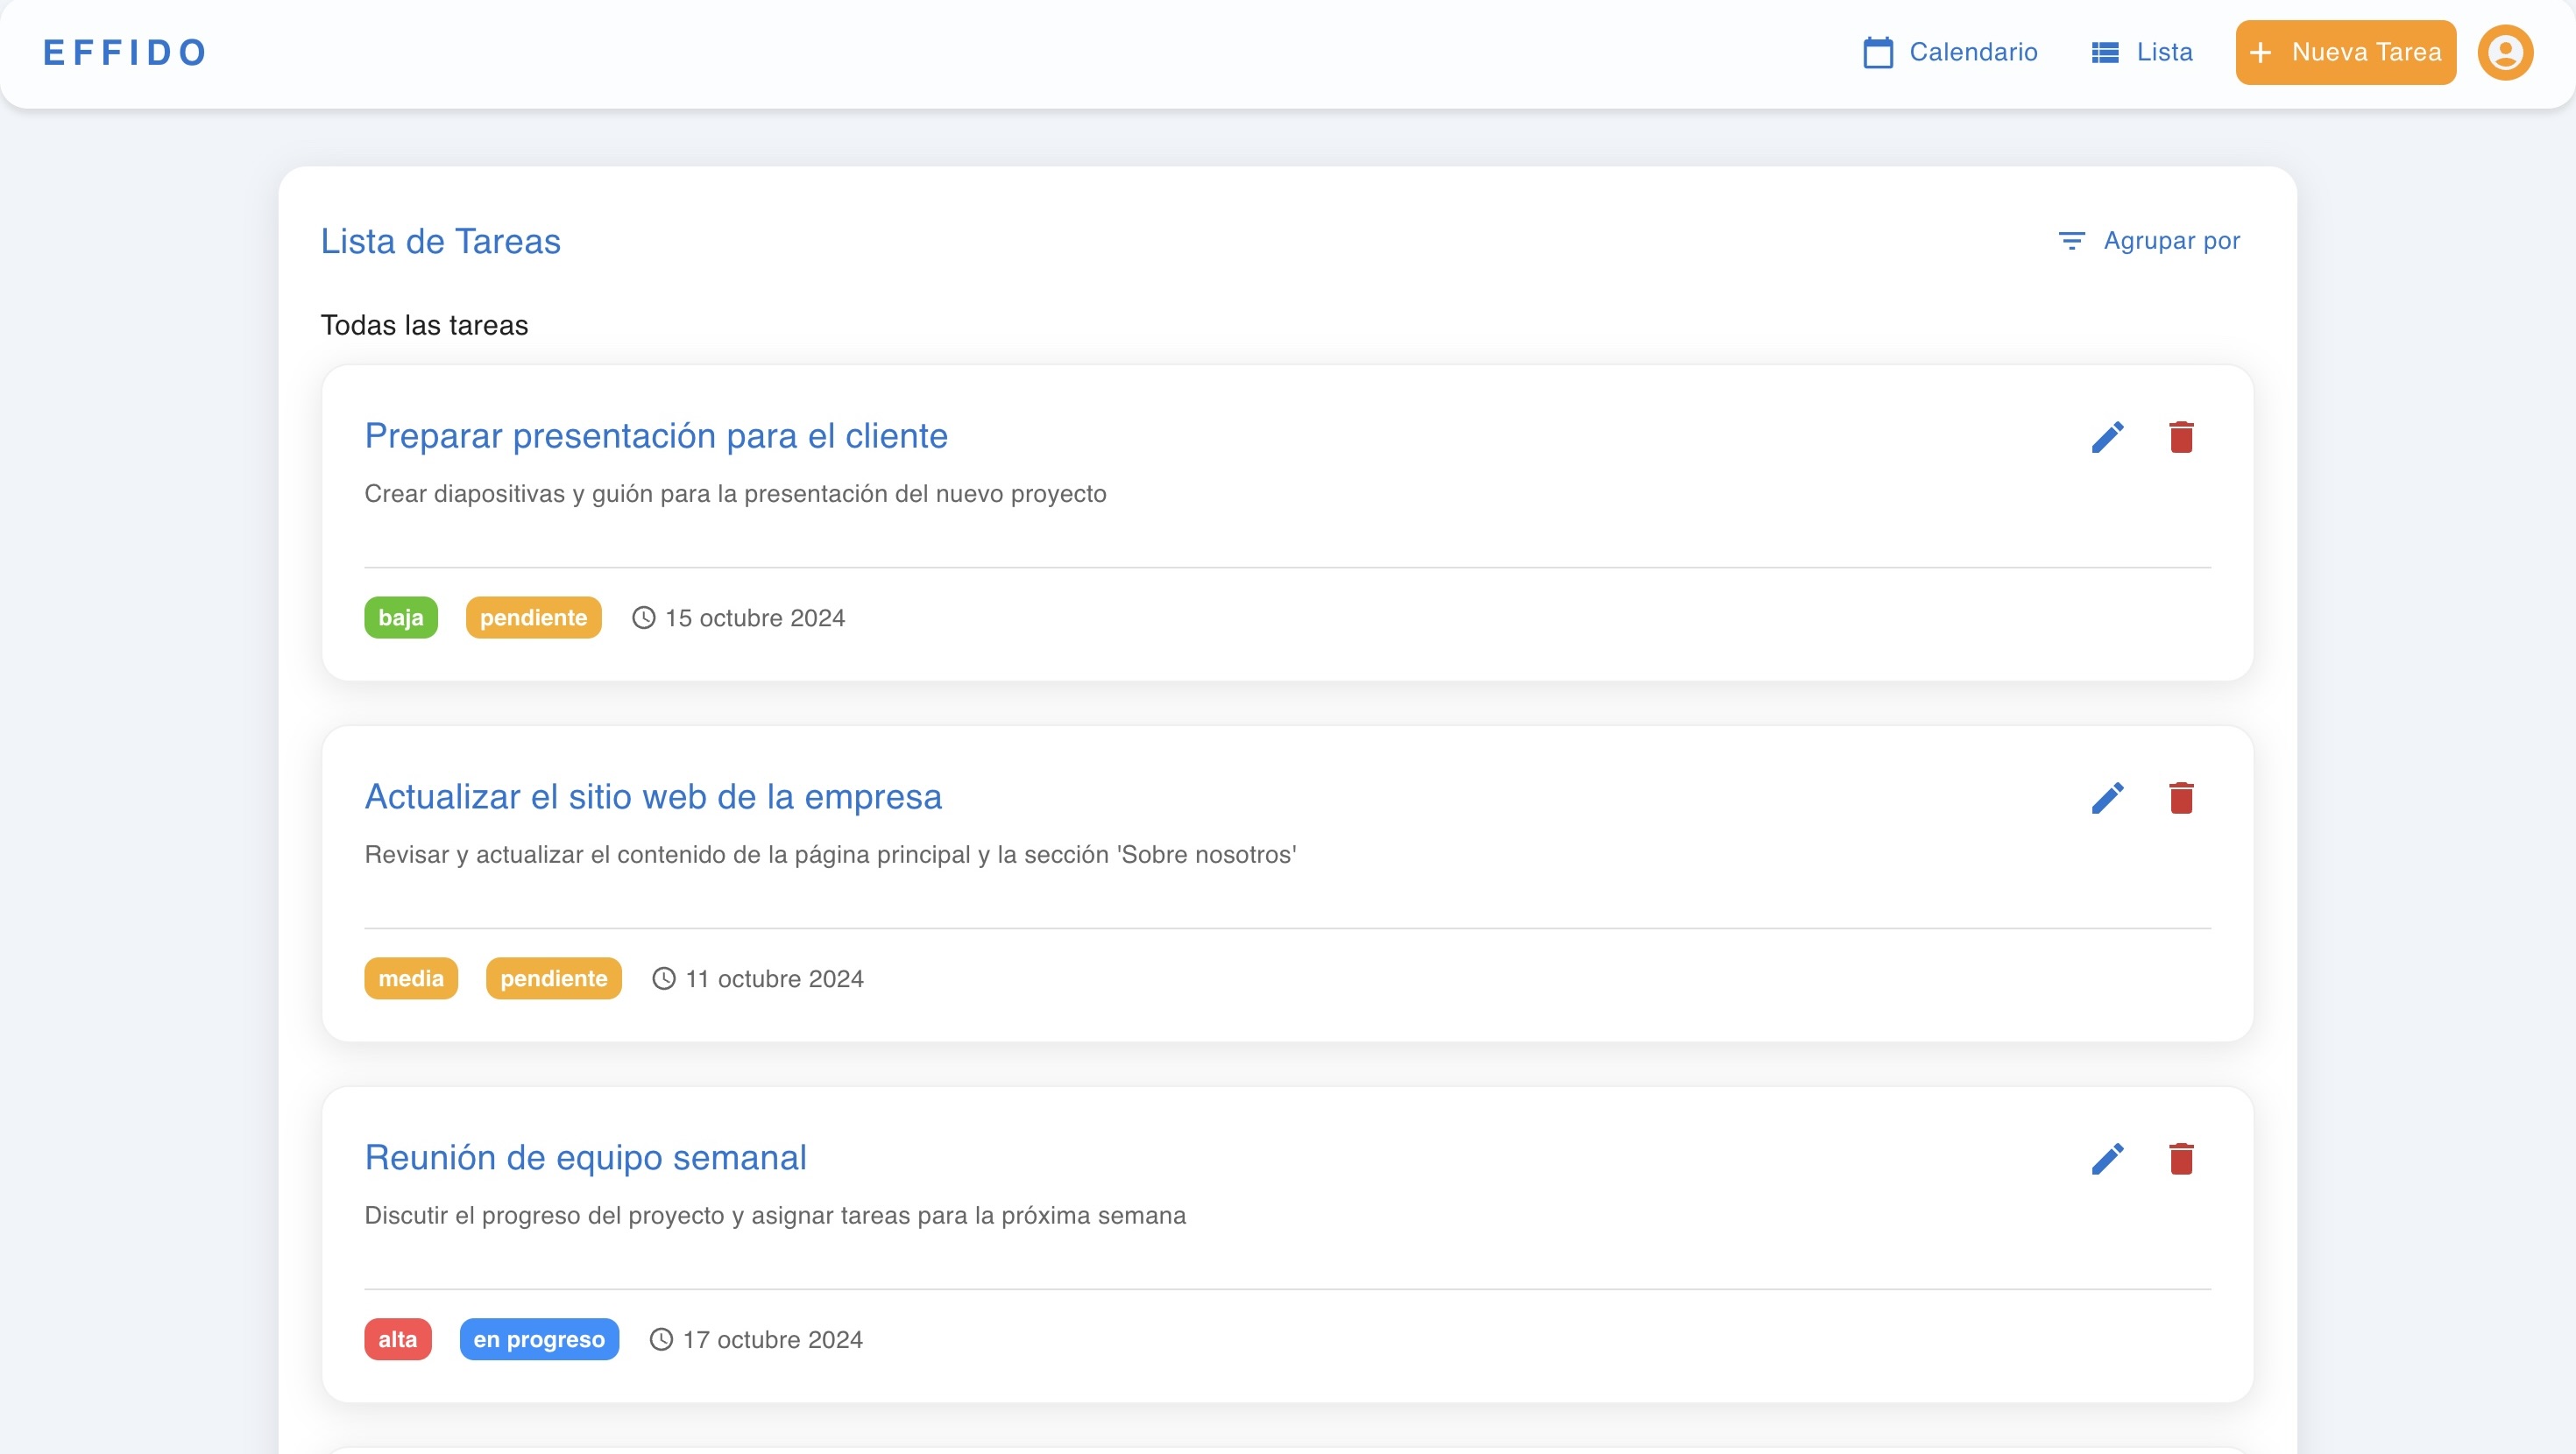 EFFIDO
Calendario
Lista
+ Nueva Tarea
Lista de Tareas
Agrupar por
Todas las tareas
Preparar presentación para el cliente
Crear diapositivas y guión para la presentación del nuevo proyecto
baja pendiente 15 octubre 2024
Actualizar el sitio web de la empresa
Revisar y actualizar el contenido de la página principal y la sección 'Sobre nosotros'
media pendiente 11 octubre 2024
Reunión de equipo semanal
Discutir el progreso del proyecto y asignar tareas para la próxima semana
alta en progreso 17 octubre 2024